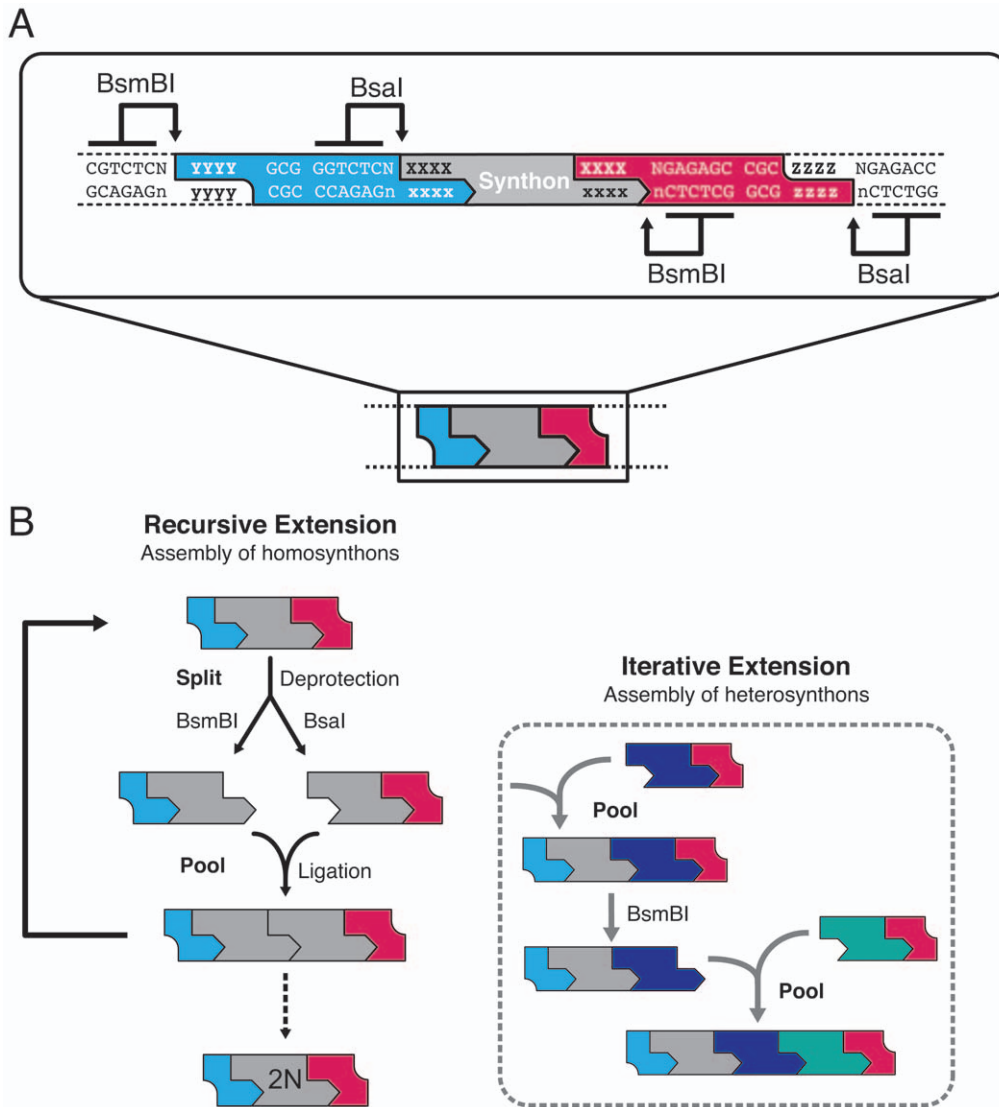 A
BsmBI
BsaI
CGTCTCN YYYY GCG GGTCTCN XXXX Synthon XXXX NGAGAGC CGC ZZZZ NGAGACC
GCAGAGn yyyy CGC CCAGAGn xxxx xxxx nCTCTCG GCG zzzz nCTCTGG
BsmBI
BsaI
B
Recursive Extension
Assembly of homosynthons
Split
Deprotection
BsmBI
BsaI
Pool
Ligation
2N
Iterative Extension
Assembly of heterosynthons
Pool
BsmBI
Pool